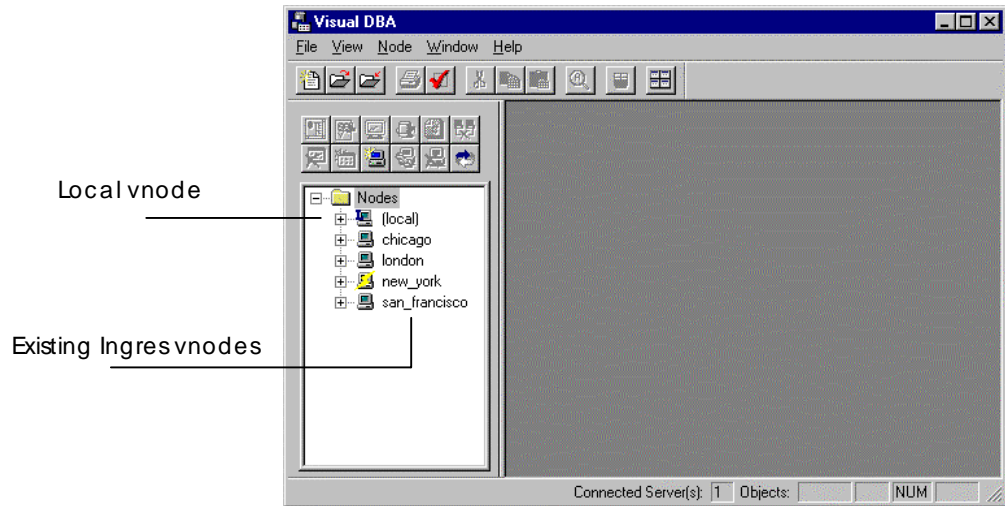 Visual DBA
File View Node Window Help
Local vnode
Nodes
(local)
chicago
london
new_york
san_francisco
Existing Ingres vnodes
Connected Server(s): 1 Objects: NUM